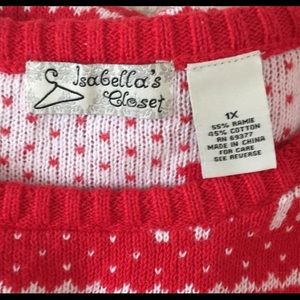 Isabella's
Closet
1X
55% RAMIE
45% COTTON
RN 69377
MADE IN CHINA
FOR CARE
SEE REVERSE